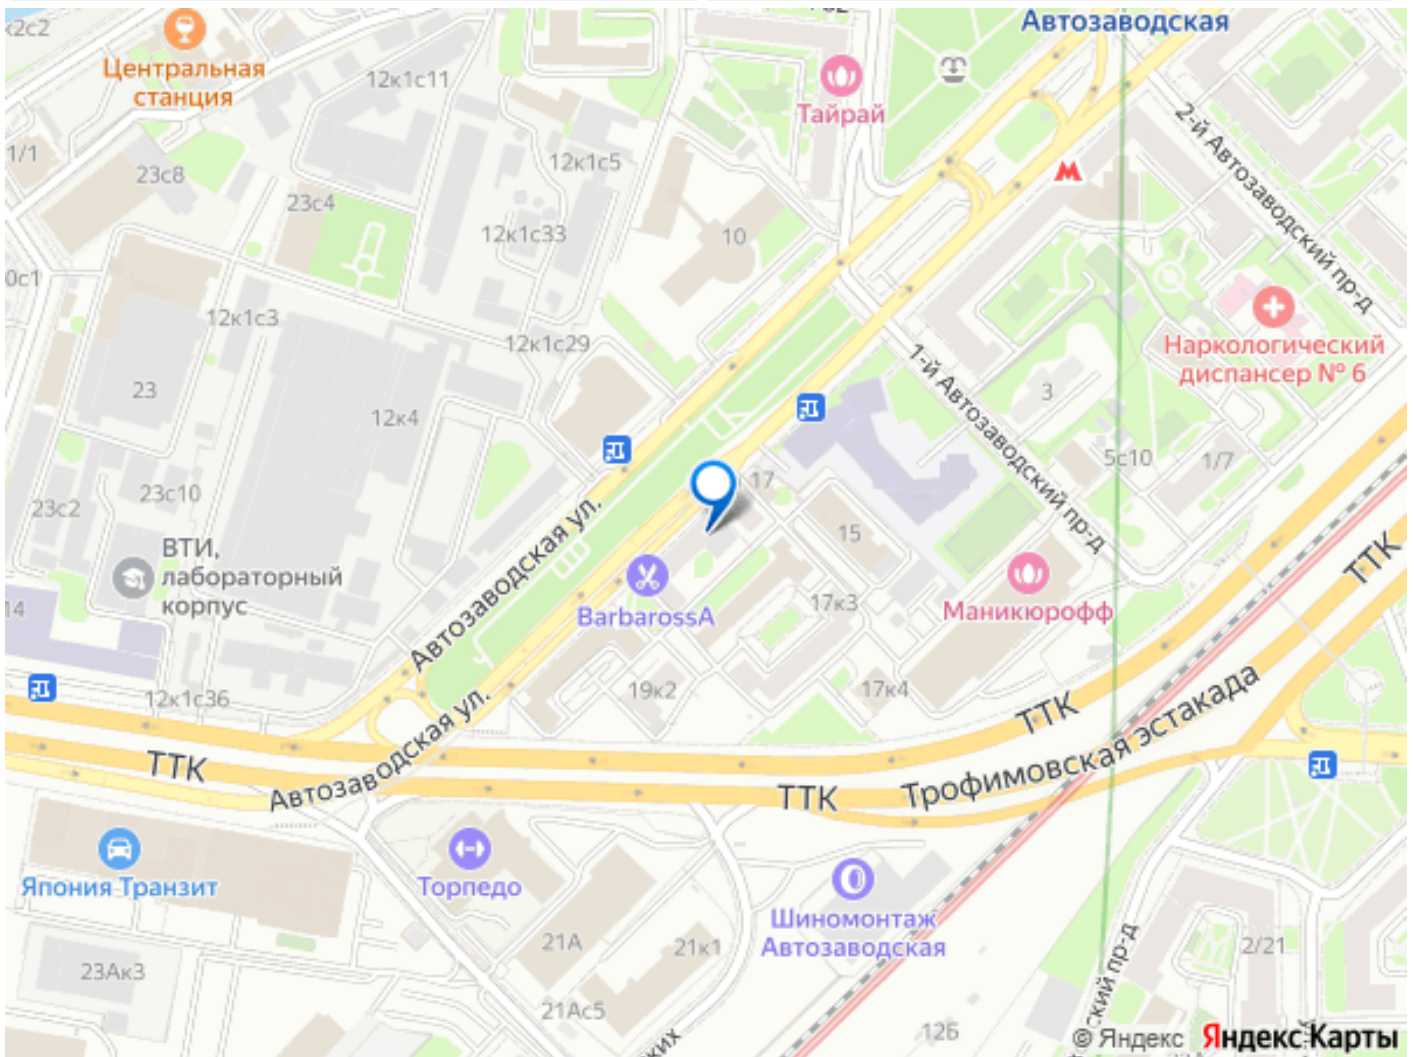 Автозаводская
Центральная
станция
12к1с11
Тайрай
2-й Автозаводский пр-д
1/1
12к1с5
23с8
23с4
12к1с33
10
12к1с3
12к1с29
Наркологический
диспансер № 6
1-й Автозаводский пр-д
23
12к4
3
5с10
1/7
17
23с10
23с2
15
Автозаводская ул.
ВТИ,
лабораторный
корпус
14
BarbarossA
17к3
Маникюрофф
ТТК
12к1с36
19к2
17к4
Автозаводская ул.
ТТК
ТТК
ТТК
Трофимовская эстакада
Япония Транзит
Торпедо
Шиномонтаж
Автозаводская
21А
21к1
2/21
23Ак3
21Ас5
12Б
© Яндекс Яндекс Карты